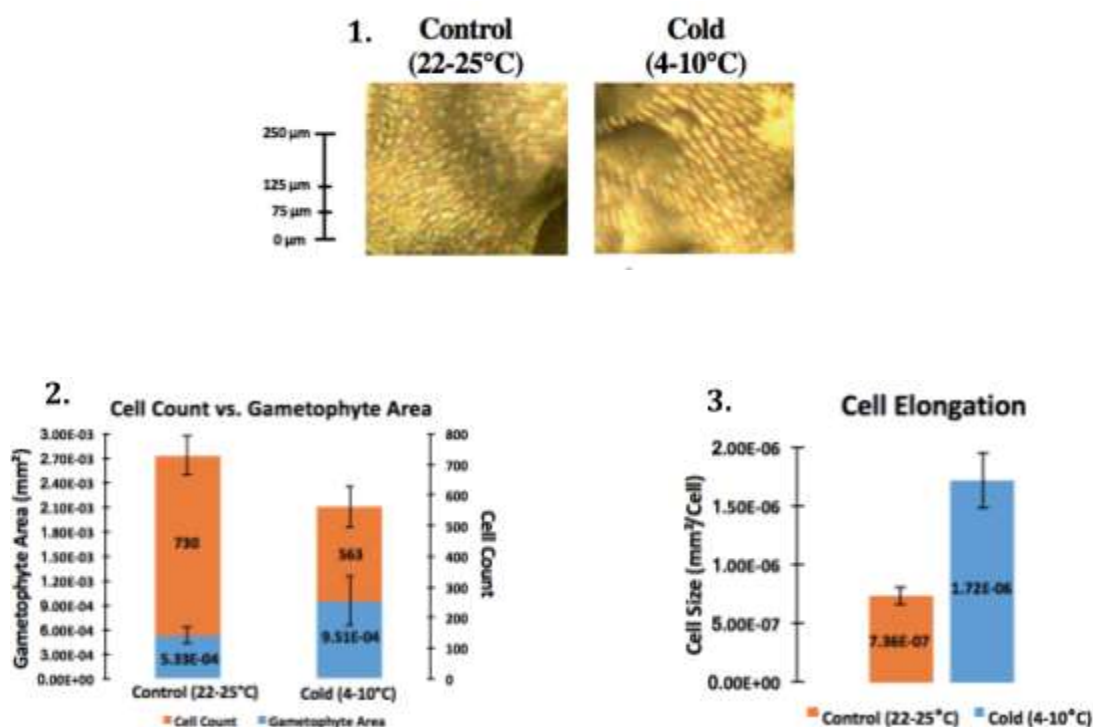 1. Control Cold
(22-25°C) (4-10°C)
250 µm
125 µm
75 µm
0 µm
2.
Cell Count vs. Gametophyte Area
Gametophyte Area (mm²)
3.00E-03
2.70E-03
2.40E-03
2.10E-03
1.80E-03
1.50E-03
1.20E-03
9.00E-04
6.00E-04
3.00E-04
0.00E+00
730
5.33E-04
563
9.51E-04
800
700
600
500
400
300
200
100
0
Cell Count
Control (22-25°C) Cold (4-10°C)
Cell Count Gametophyte Area
3.
Cell Elongation
Cell Size (mm²/Cell)
2.00E-06
1.50E-06
1.00E-06
5.00E-07
0.00E+00
7.36E-07
1.72E-06
Control (22-25°C) Cold (4-10°C)